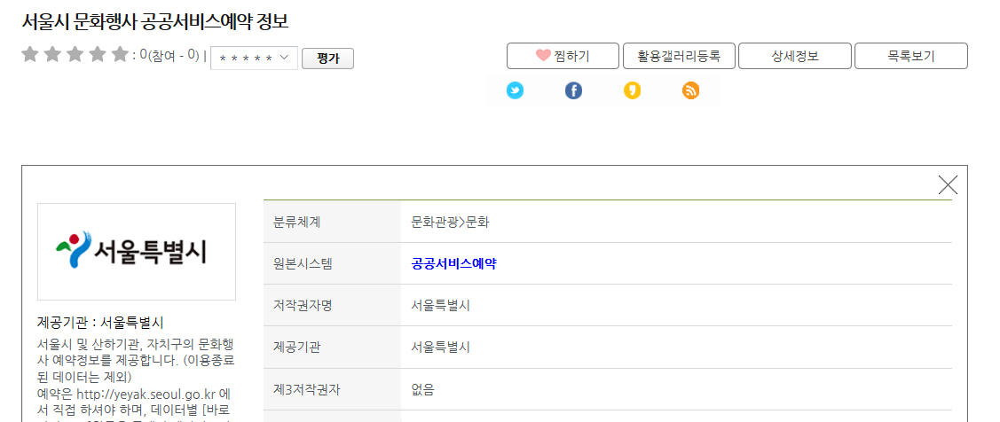 서울시 문화행사 공공서비스예약 정보
★★★★★ : 0(참여 - 0) | * * * * * 평가
찜하기 활용갤러리등록 상세정보 목록보기
서울특별시
제공기관 : 서울특별시
서울시 및 산하기관, 자치구의 문화행
사 예약정보를 제공합니다. (이용종료
된 데이터는 제외)
예약은 http://yeyak.seoul.go.kr 에
서 직접 하셔야 하며, 데이터별 [바로
분류체계 문화관광>문화
원본시스템 공공서비스예약
저작권자명 서울특별시
제공기관 서울특별시
제3저작권자 없음